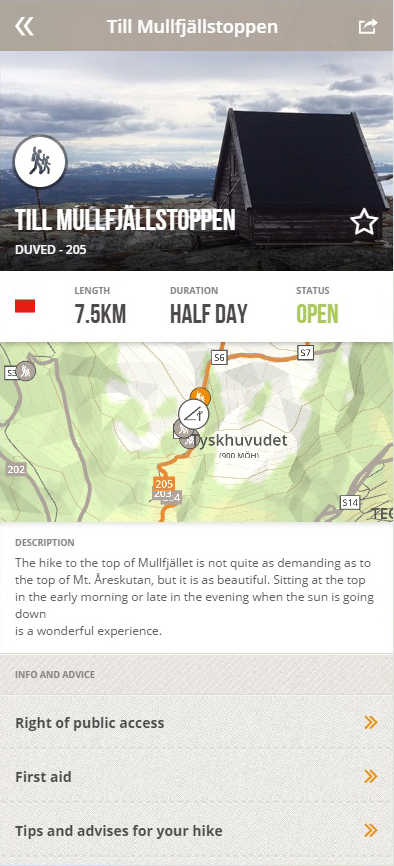 Till Mullfjällstoppen
TILL MULLFJÄLLSTOPPEN
DUVED - 205
LENGTH
7.5KM
DURATION
HALF DAY
STATUS
OPEN
S6
S7
S3
Tyskhuvudet
(900 MÖH)
202
205
203
204
S14
TEG
DESCRIPTION
The hike to the top of Mullfjället is not quite as demanding as to
the top of Mt. Åreskutan, but it is as beautiful. Sitting at the top
in the early morning or late in the evening when the sun is going
down
is a wonderful experience.
INFO AND ADVICE
Right of public access
First aid
Tips and advises for your hike